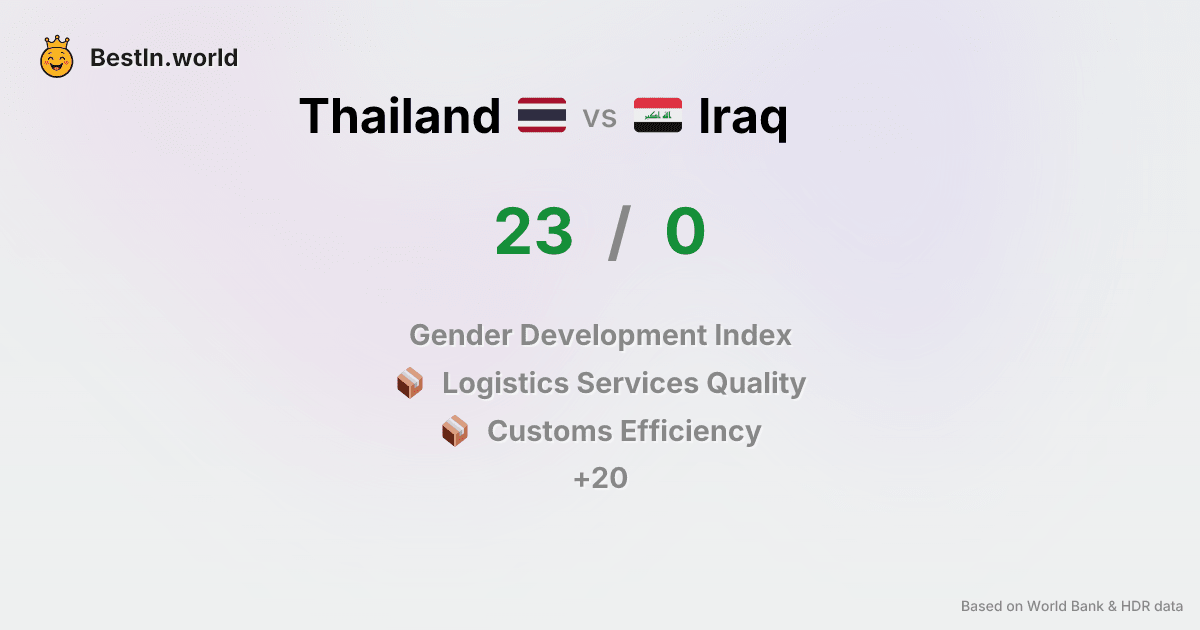 BestIn.world
Thailand vs Iraq
23 / 0
Gender Development Index
Logistics Services Quality
Customs Efficiency
+20
Based on World Bank & HDR data